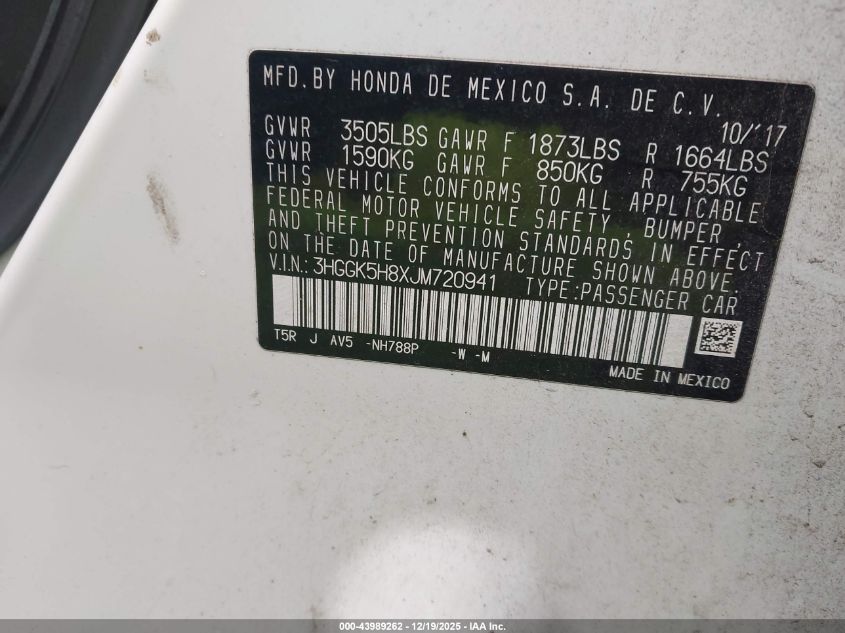 MFD.BY HONDA DE MEXICO S.A. DE C.V.
10/'17
GVWR 3505LBS GAWR F 1873LBS R 1664LBS
GVWR 1590KG GAWR F 850KG R 755KG
THIS VEHICLE CONFORMS TO ALL APPLICABLE
FEDERAL MOTOR VEHICLE SAFETY, BUMPER,
AND THEFT PREVENTION STANDARDS IN EFFECT
ON THE DATE OF MANUFACTURE SHOWN ABOVE.
V.I.N.: 3HGGK5H8XJM720941 TYPE:PASSENGER CAR
T5R J AV5 -NH788P -W -M
MADE IN MEXICO
000-43989262 - 12/19/2025 - IAA Inc.